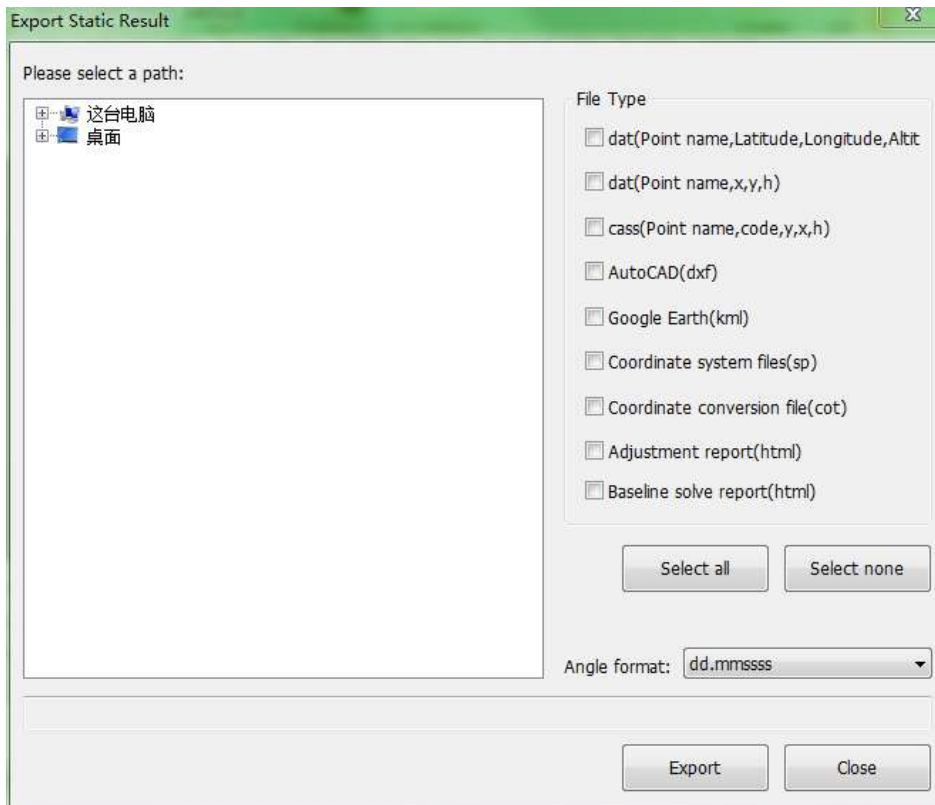 Export Static Result
Please select a path:
这台电脑
桌面
File Type
dat(Point name,Latitude,Longitude,Altit
dat(Point name,x,y,h)
cass(Point name,code,y,x,h)
AutoCAD(dxf)
Google Earth(kml)
Coordinate system files(sp)
Coordinate conversion file(cot)
Adjustment report(html)
Baseline solve report(html)
Select all
Select none
Angle format:
dd.mmssss
Export
Close